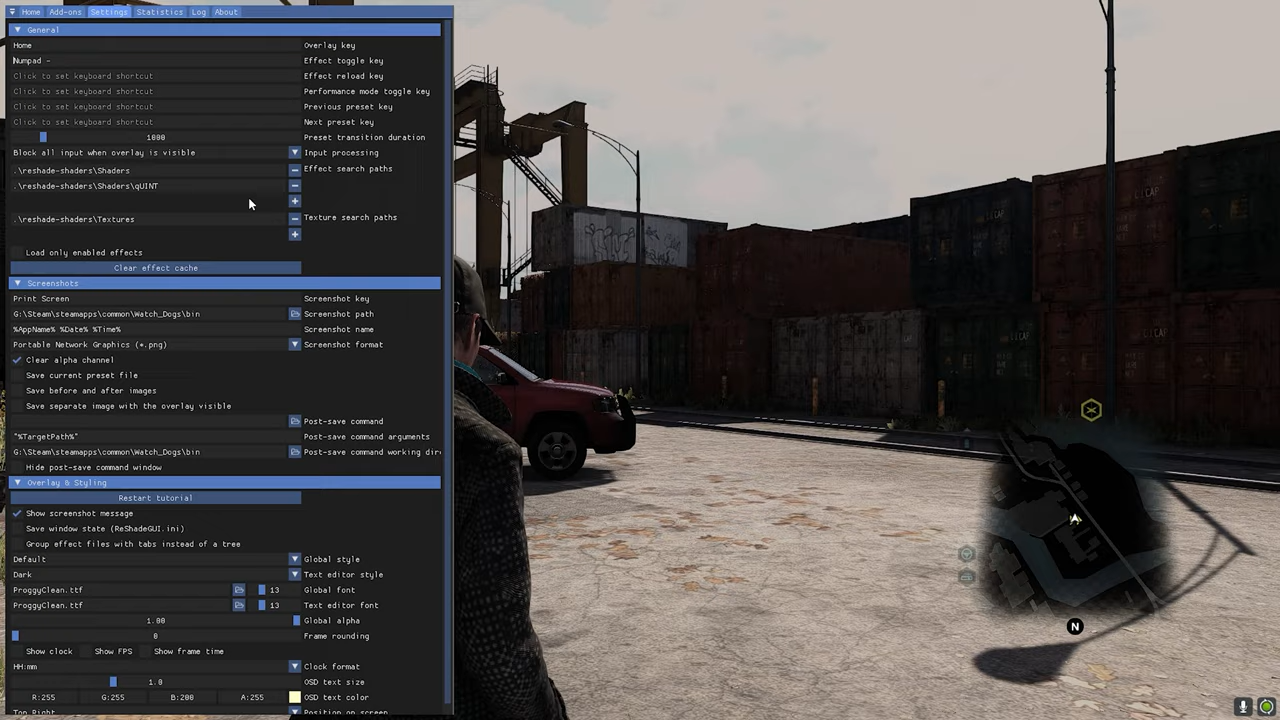 Home Add-ons Settings Statistics Log About
General
Home Overlay key
Numpad - Effect toggle key
Click to set keyboard shortcut Effect reload key
Click to set keyboard shortcut Performance mode toggle key
Click to set keyboard shortcut Previous preset key
Click to set keyboard shortcut Next preset key
1000 Preset transition duration
Block all input when overlay is visible Input processing
.\reshade-shaders\Shaders Effect search paths
.\reshade-shaders\Shaders\qUINT
.\reshade-shaders\Textures Texture search paths
Load only enabled effects
Clear effect cache
Screenshots
Print Screen Screenshot key
G:\Steam\steamapps\common\Watch_Dogs\bin Screenshot path
%AppName% %Date% %Time% Screenshot name
Portable Network Graphics (*.png) Screenshot format
Clear alpha channel
Save current preset file
Save before and after images
Save separate image with the overlay visible
Post-save command
"%TargetPath%" Post-save command arguments
G:\Steam\steamapps\common\Watch_Dogs\bin Post-save command working dir
Hide post-save command window
Overlay & Styling
Restart tutorial
Show screenshot message
Save window state (ReShadeGUI.ini)
Group effect files with tabs instead of a tree
Default Global style
Dark Text editor style
ProggyClean.ttf 13 Global font
ProggyClean.ttf 13 Text editor font
1.00 Global alpha
0 Frame rounding
Show clock Show FPS Show frame time
HH:mm Clock format
1.0 OSD text size
R:255 G:255 B:200 A:255 OSD text color
Top Right Position on screen
N